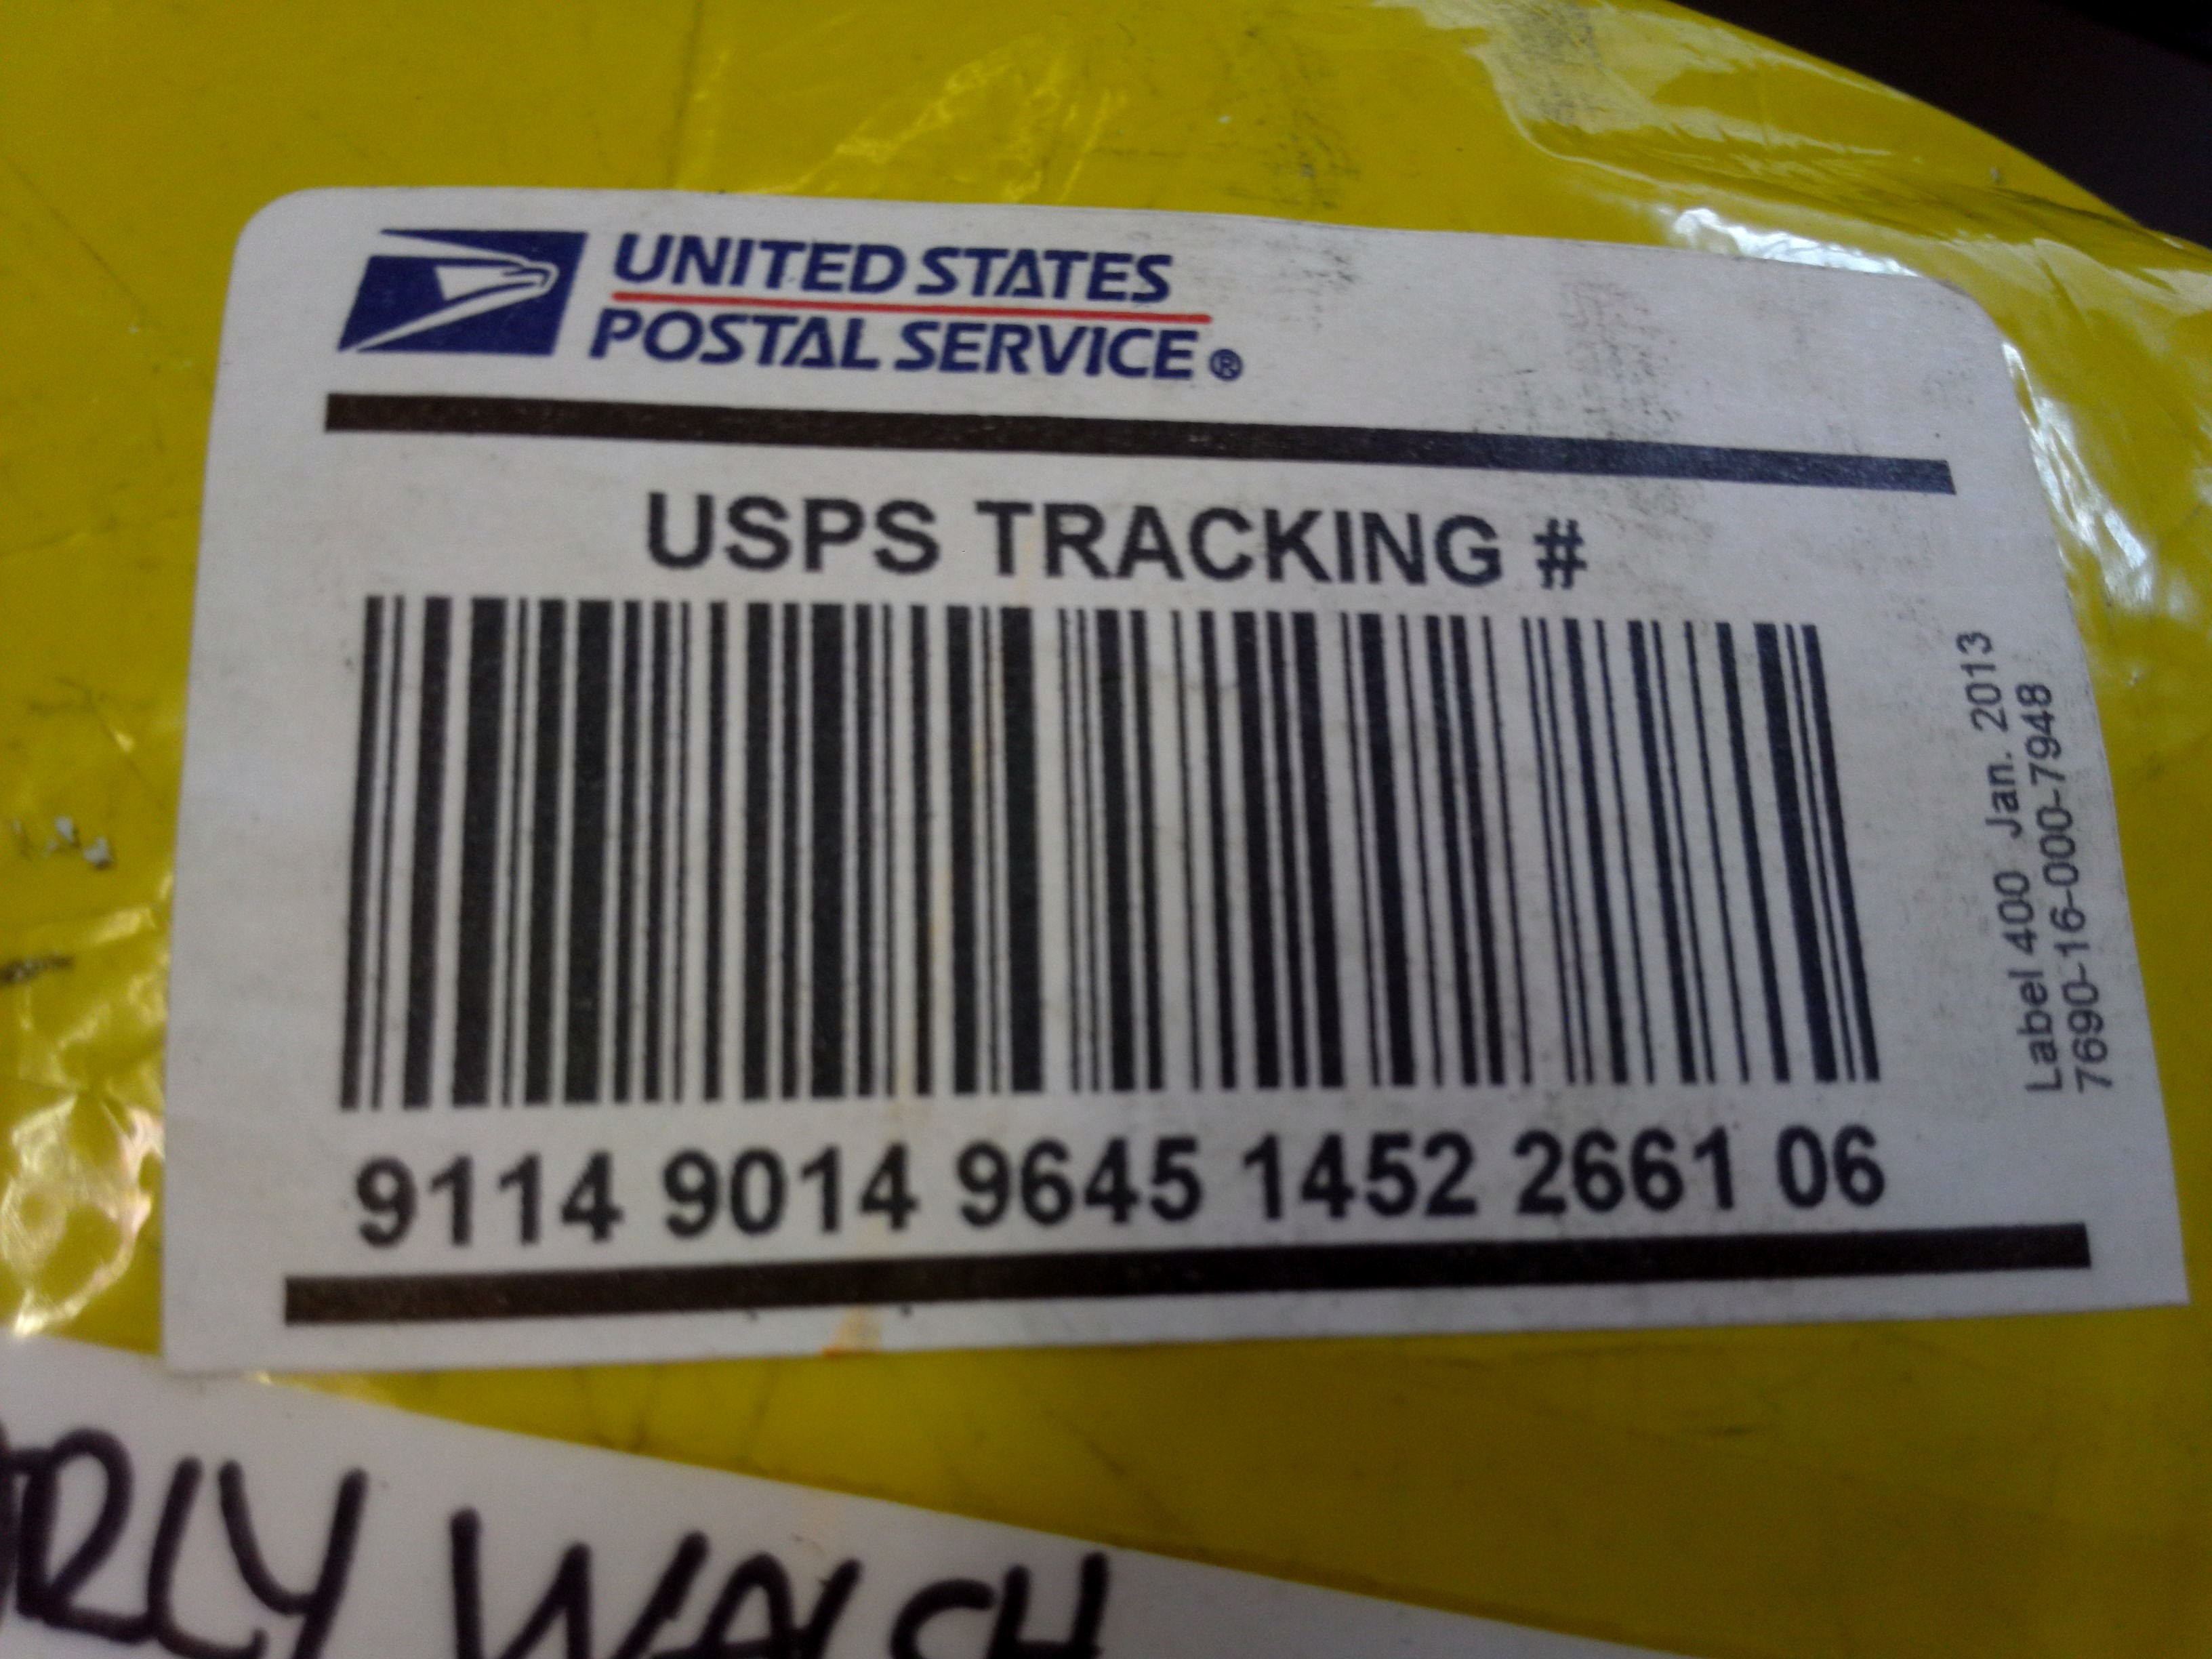 UNITED STATES
POSTAL SERVICE®
USPS TRACKING #
9114 9014 9645 1452 2661 06
Label 400 Jan. 2013
7690-16-000-7948
WALSH